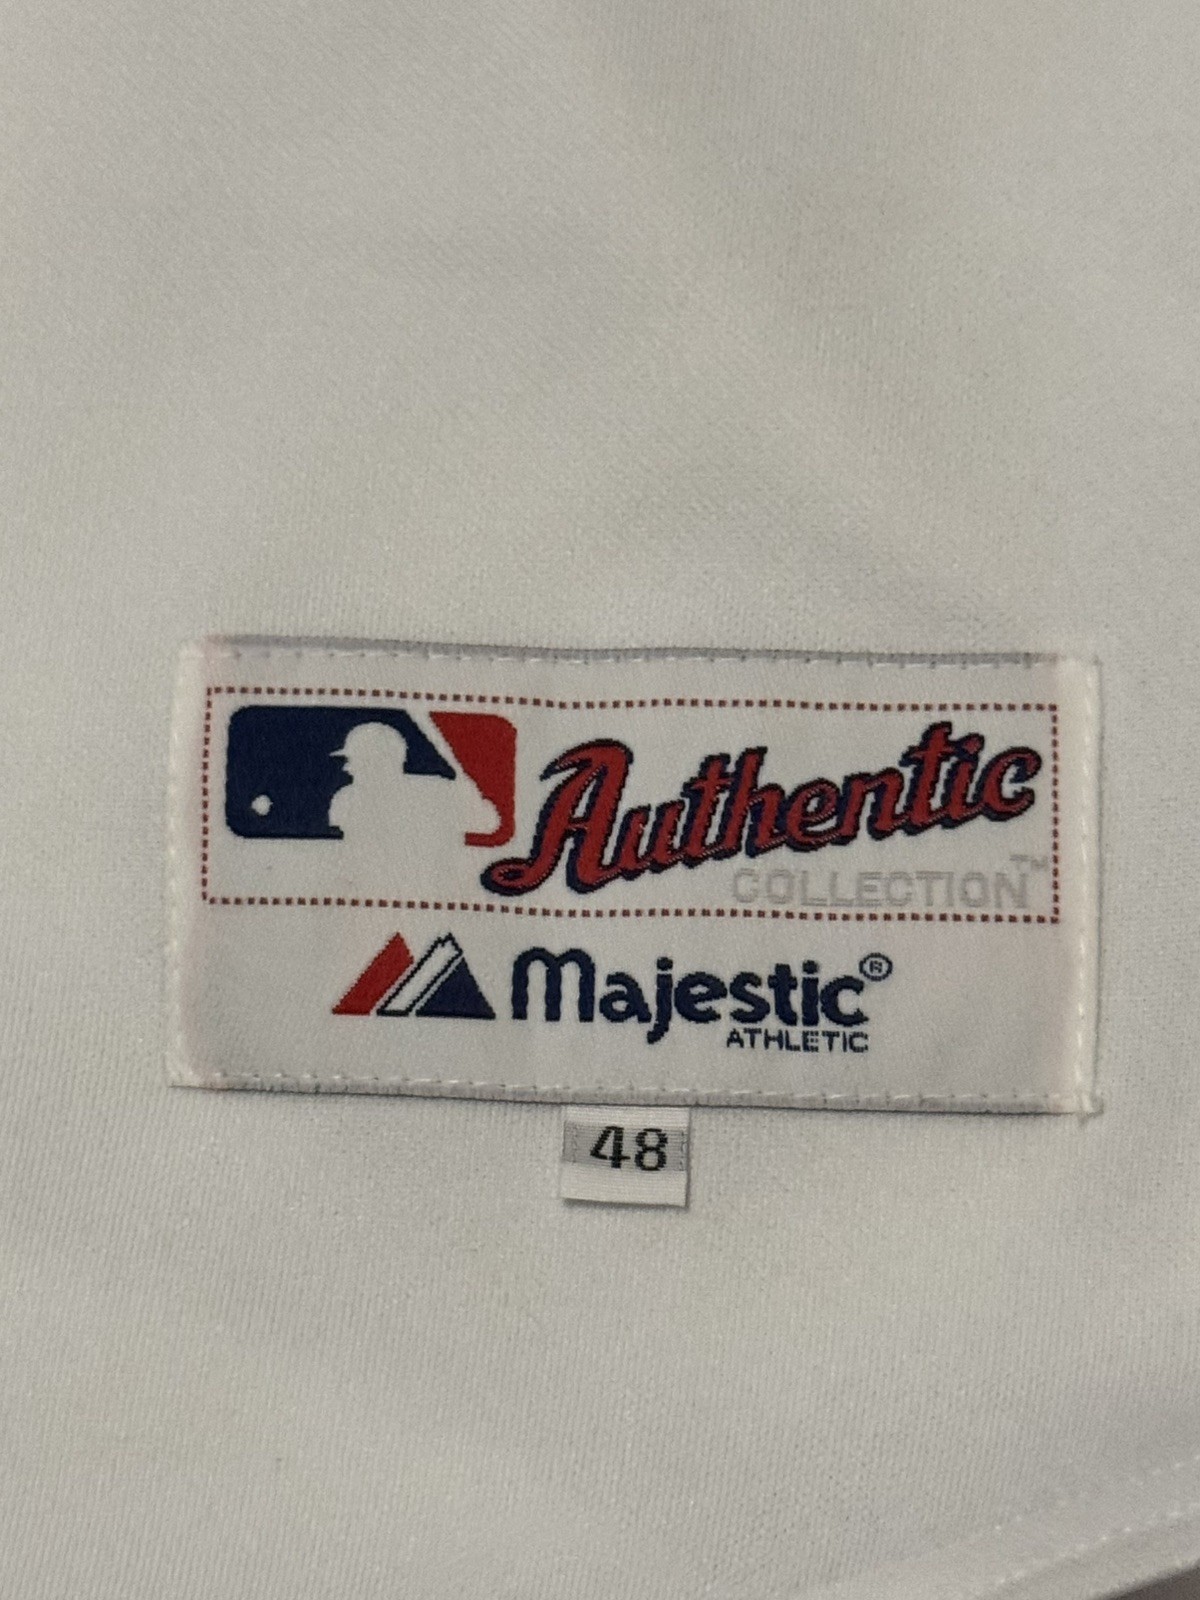 Authentic
COLLECTION™
Majestic®
ATHLETIC
48